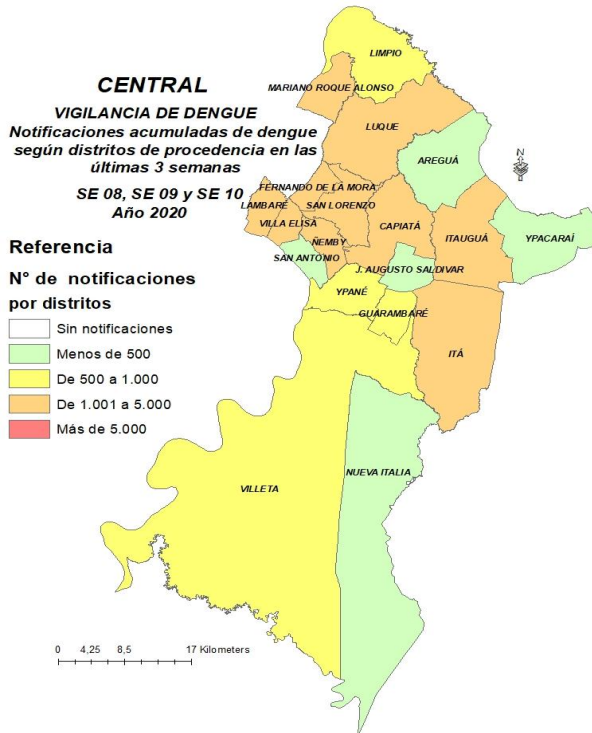 CENTRAL
VIGILANCIA DE DENGUE
Notificaciones acumuladas de dengue
según distritos de procedencia en las
últimas 3 semanas
SE 08, SE 09 y SE 10
Año 2020
Referencia
N° de notificaciones
por distritos
Sin notificaciones
Menos de 500
De 500 a 1.000
De 1.001 a 5.000
Más de 5.000
LIMPIO
MARIANO ROQUE ALONSO
LUQUE
AREGUÁ
N
FERNANDO DE LA MORA
LAMBARÉ
SAN LORENZO
VILLA ELISA
CAPIATÁ
ITAUGUÁ
YPACARAÍ
ÑEMBY
SAN ANTONIO
J. AUGUSTO SALDIVAR
YPANÉ
GUARAMBARÉ
ITÁ
VILLETA
NUEVA ITALIA
0 4,25 8,5 17 Kilometers